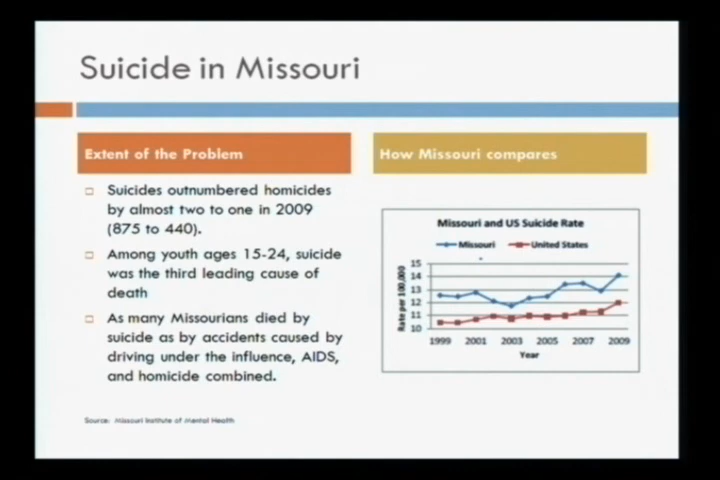 Suicide in Missouri
Extent of the Problem
Suicides outnumbered homicides
by almost two to one in 2009
(875 to 440).
Among youth ages 15-24, suicide
was the third leading cause of
death
As many Missourians died by
suicide as by accidents caused by
driving under the influence, AIDS,
and homicide combined.
Source: Missouri Institute of Mental Health
How Missouri compares
Missouri and US Suicide Rate
Missouri United States
Rate per 100,000
15
14
13
12
11
10
1999 2001 2003 2005 2007 2009
Year